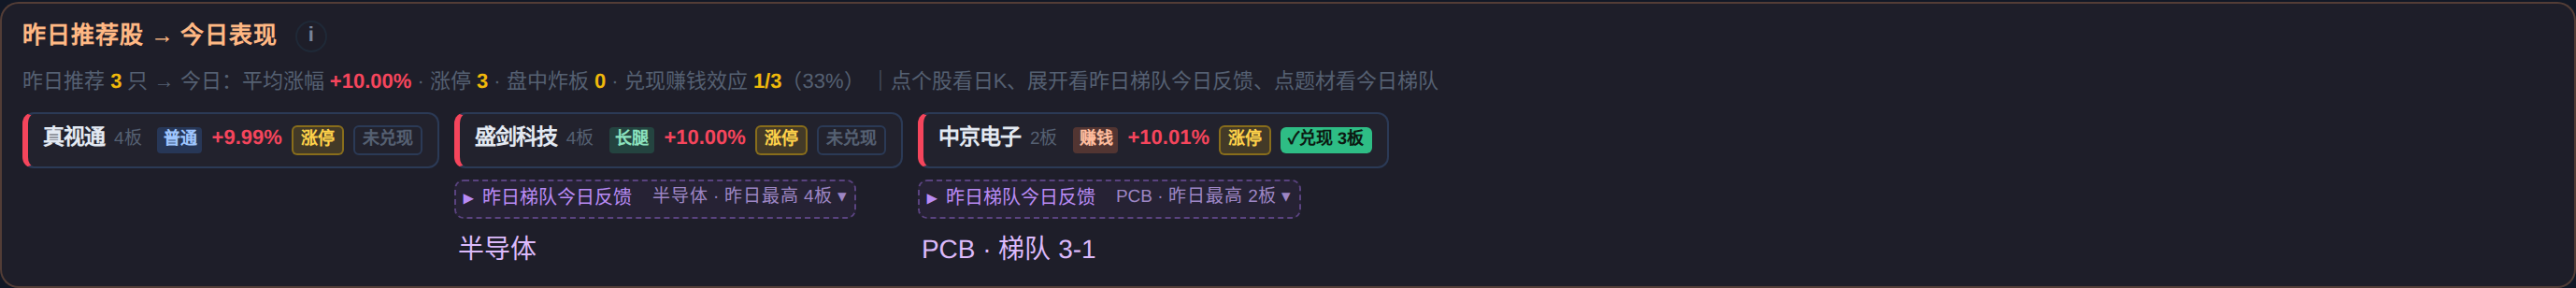 昨日推荐股 → 今日表现 i
昨日推荐 3 只 → 今日：平均涨幅 +10.00% · 涨停 3 · 盘中炸板 0 · 兑现赚钱效应 1/3（33%） ｜点个股看日K、展开看昨日梯队今日反馈、点题材看今日梯队
真视通 4板 普通 +9.99% 涨停 未兑现
盛剑科技 4板 长腿 +10.00% 涨停 未兑现
中京电子 2板 赚钱 +10.01% 涨停 ✓兑现 3板
▸ 昨日梯队今日反馈 半导体 · 昨日最高 4板 ▾
▸ 昨日梯队今日反馈 PCB · 昨日最高 2板 ▾
半导体
PCB · 梯队 3-1